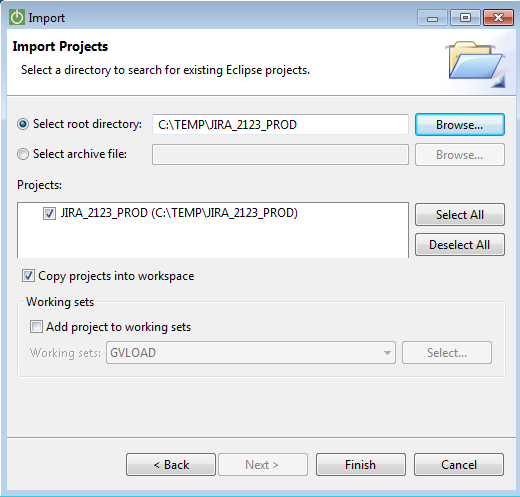 Import
Import Projects
Select a directory to search for existing Eclipse projects.
Select root directory: C:\TEMP\JIRA_2123_PROD Browse...
Select archive file: Browse...
Projects:
JIRA_2123_PROD (C:\TEMP\JIRA_2123_PROD)
Select All
Deselect All
Copy projects into workspace
Working sets
Add project to working sets
Working sets: GVLOAD Select...
< Back Next > Finish Cancel